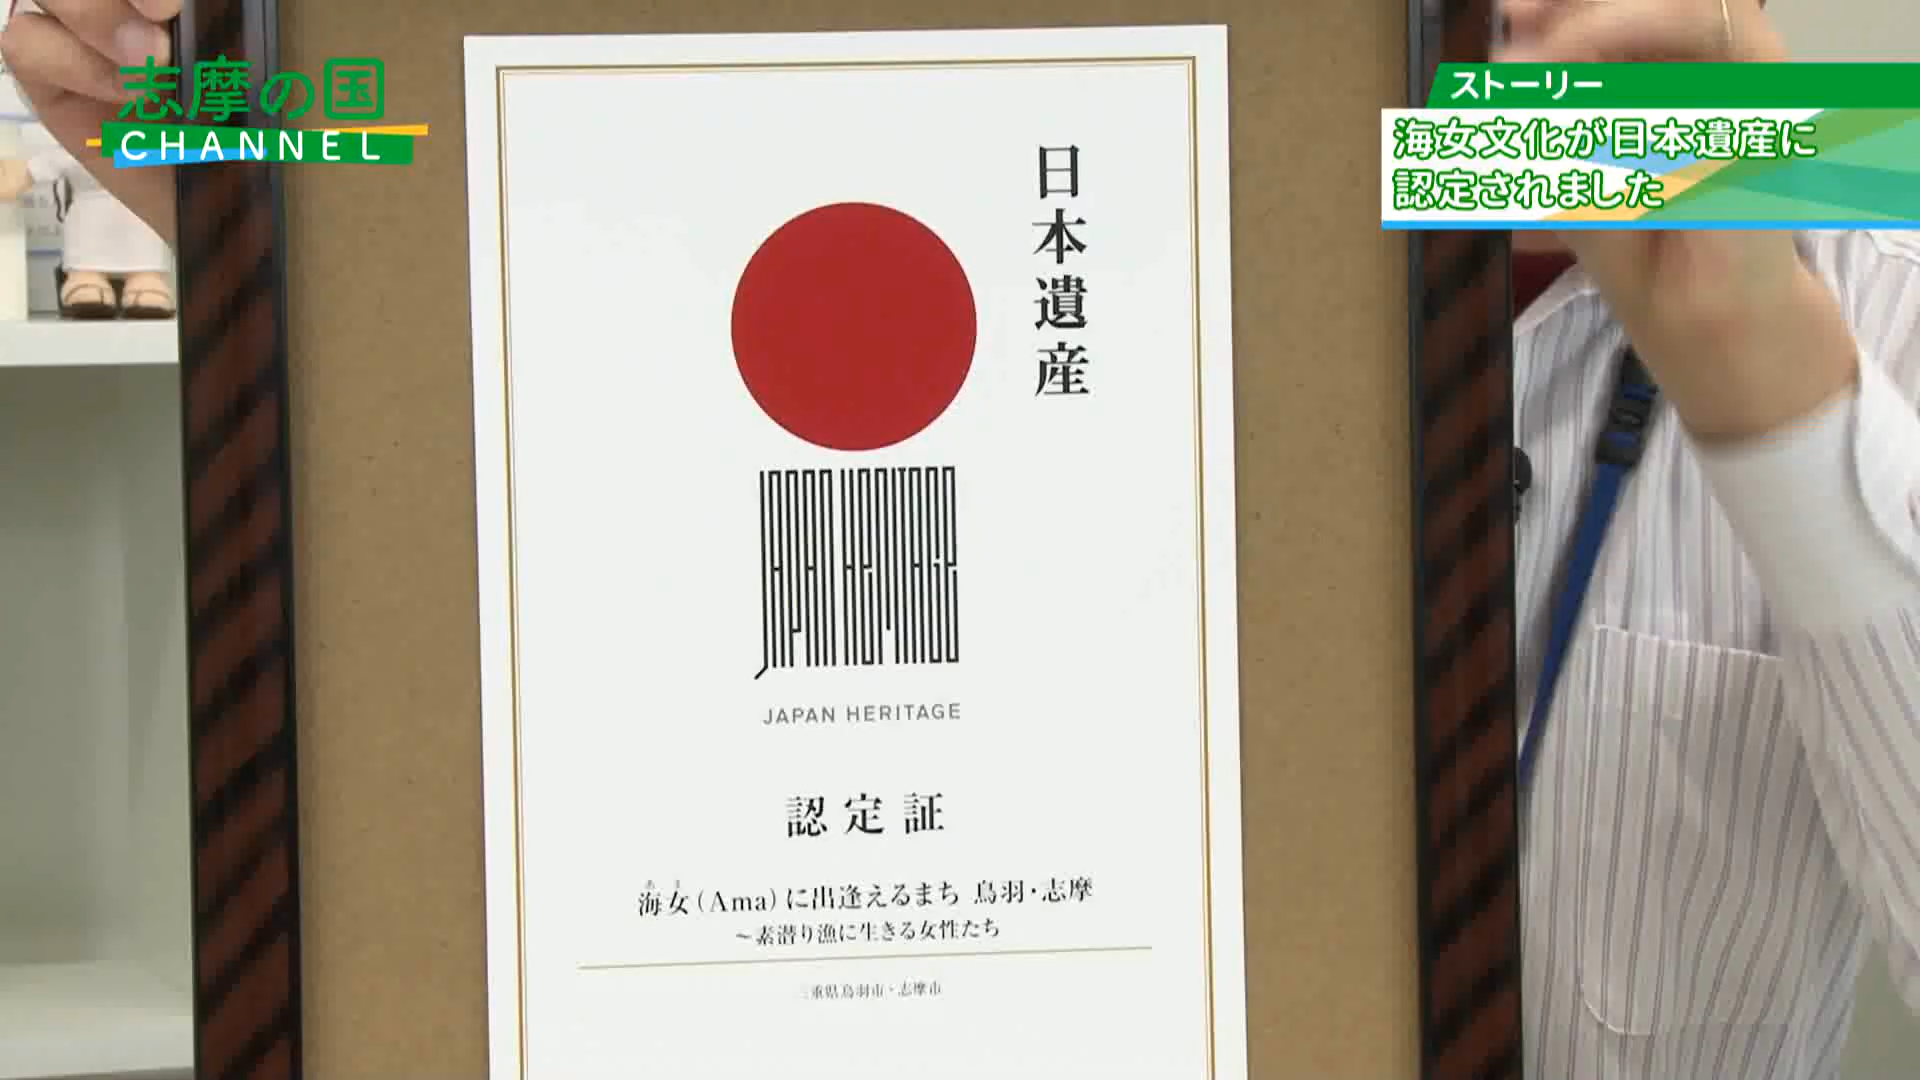 志摩の国
CHANNEL
ストーリー
海女文化が日本遺産に
認定されました
日本遺産
JAPAN HERITAGE
JAPAN HERITAGE
認定証
あま
海女(Ama)に出逢えるまち 鳥羽・志摩
～素潜り漁に生きる女性たち
三重県鳥羽市・志摩市